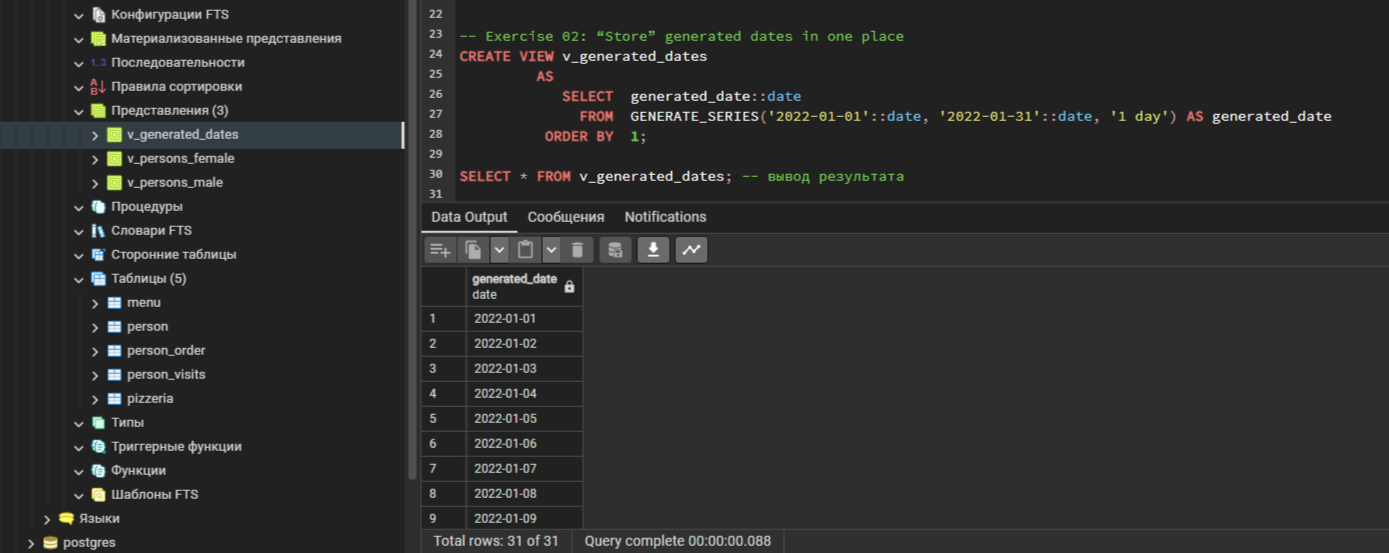 Конфигурации FTS
Материализованные представления
1..3 Последовательности
Правила сортировки
Представления (3)
v_generated_dates
v_persons_female
v_persons_male
Процедуры
Словари FTS
Сторонние таблицы
Таблицы (5)
menu
person
person_order
person_visits
pizzeria
Типы
Триггерные функции
Функции
Шаблоны FTS
Языки
postgres
22
23 -- Exercise 02: “Store” generated dates in one place
24 CREATE VIEW v_generated_dates
25 AS
26 SELECT generated_date::date
27 FROM GENERATE_SERIES('2022-01-01'::date, '2022-01-31'::date, '1 day') AS generated_date
28 ORDER BY 1;
29
30 SELECT * FROM v_generated_dates; -- вывод результата
31
Data Output Сообщения Notifications
generated_date
date
1 2022-01-01
2 2022-01-02
3 2022-01-03
4 2022-01-04
5 2022-01-05
6 2022-01-06
7 2022-01-07
8 2022-01-08
9 2022-01-09
Total rows: 31 of 31 Query complete 00:00:00.088